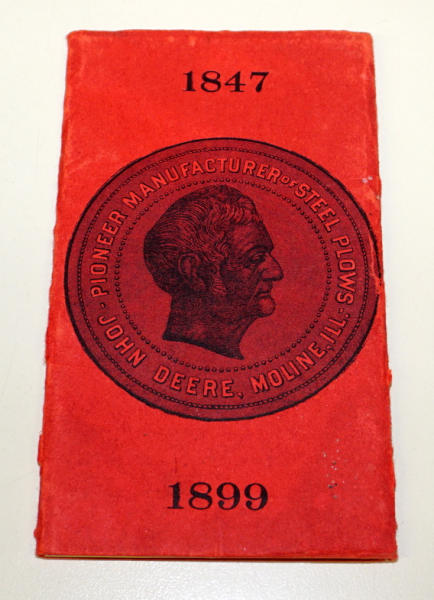 1847
· PIONEER MANUFACTURER OF STEEL PLOWS ·
JOHN DEERE, MOLINE, ILL.
1899